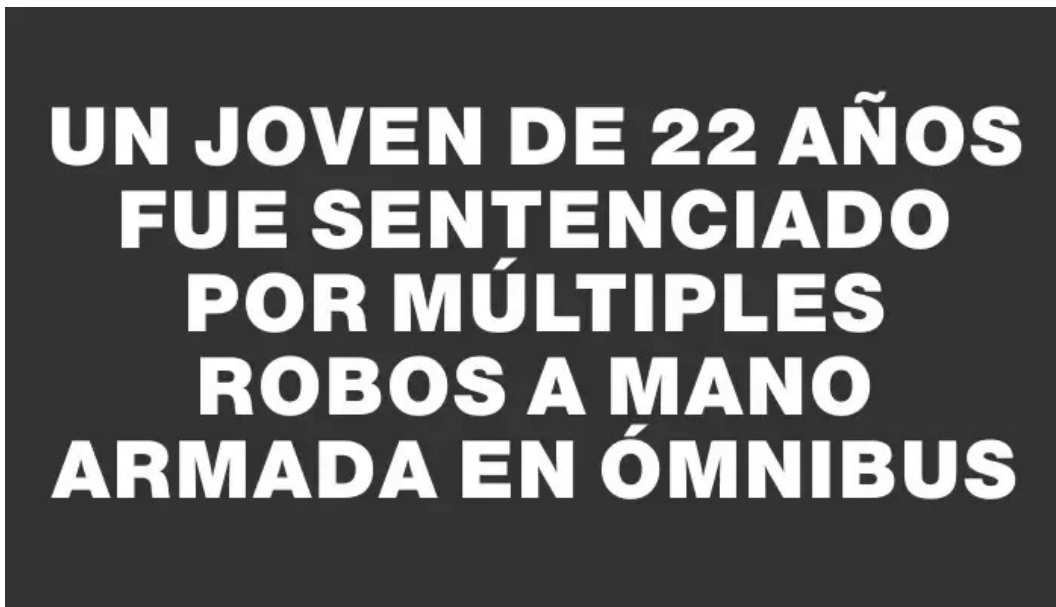 UN JOVEN DE 22 AÑOS
FUE SENTENCIADO
POR MÚLTIPLES
ROBOS A MANO
ARMADA EN ÓMNIBUS